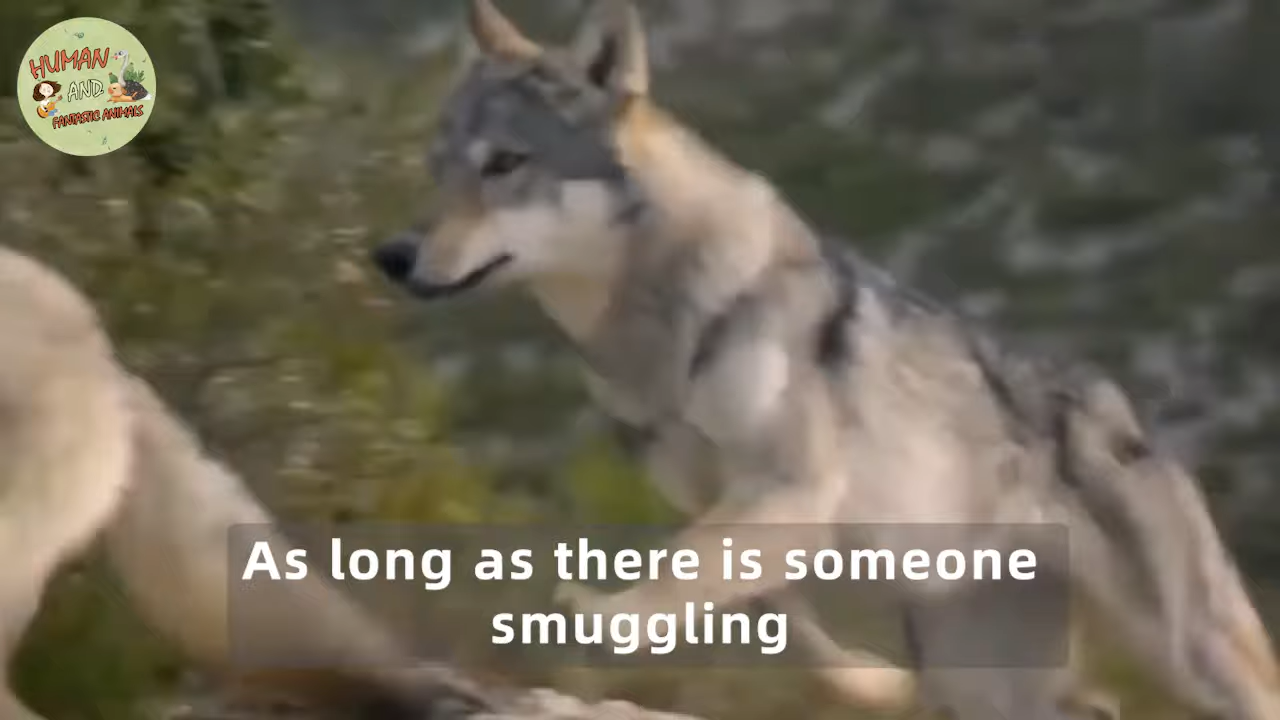 HUMAN
AND
FANTASTIC ANIMALS
As long as there is someone
smuggling